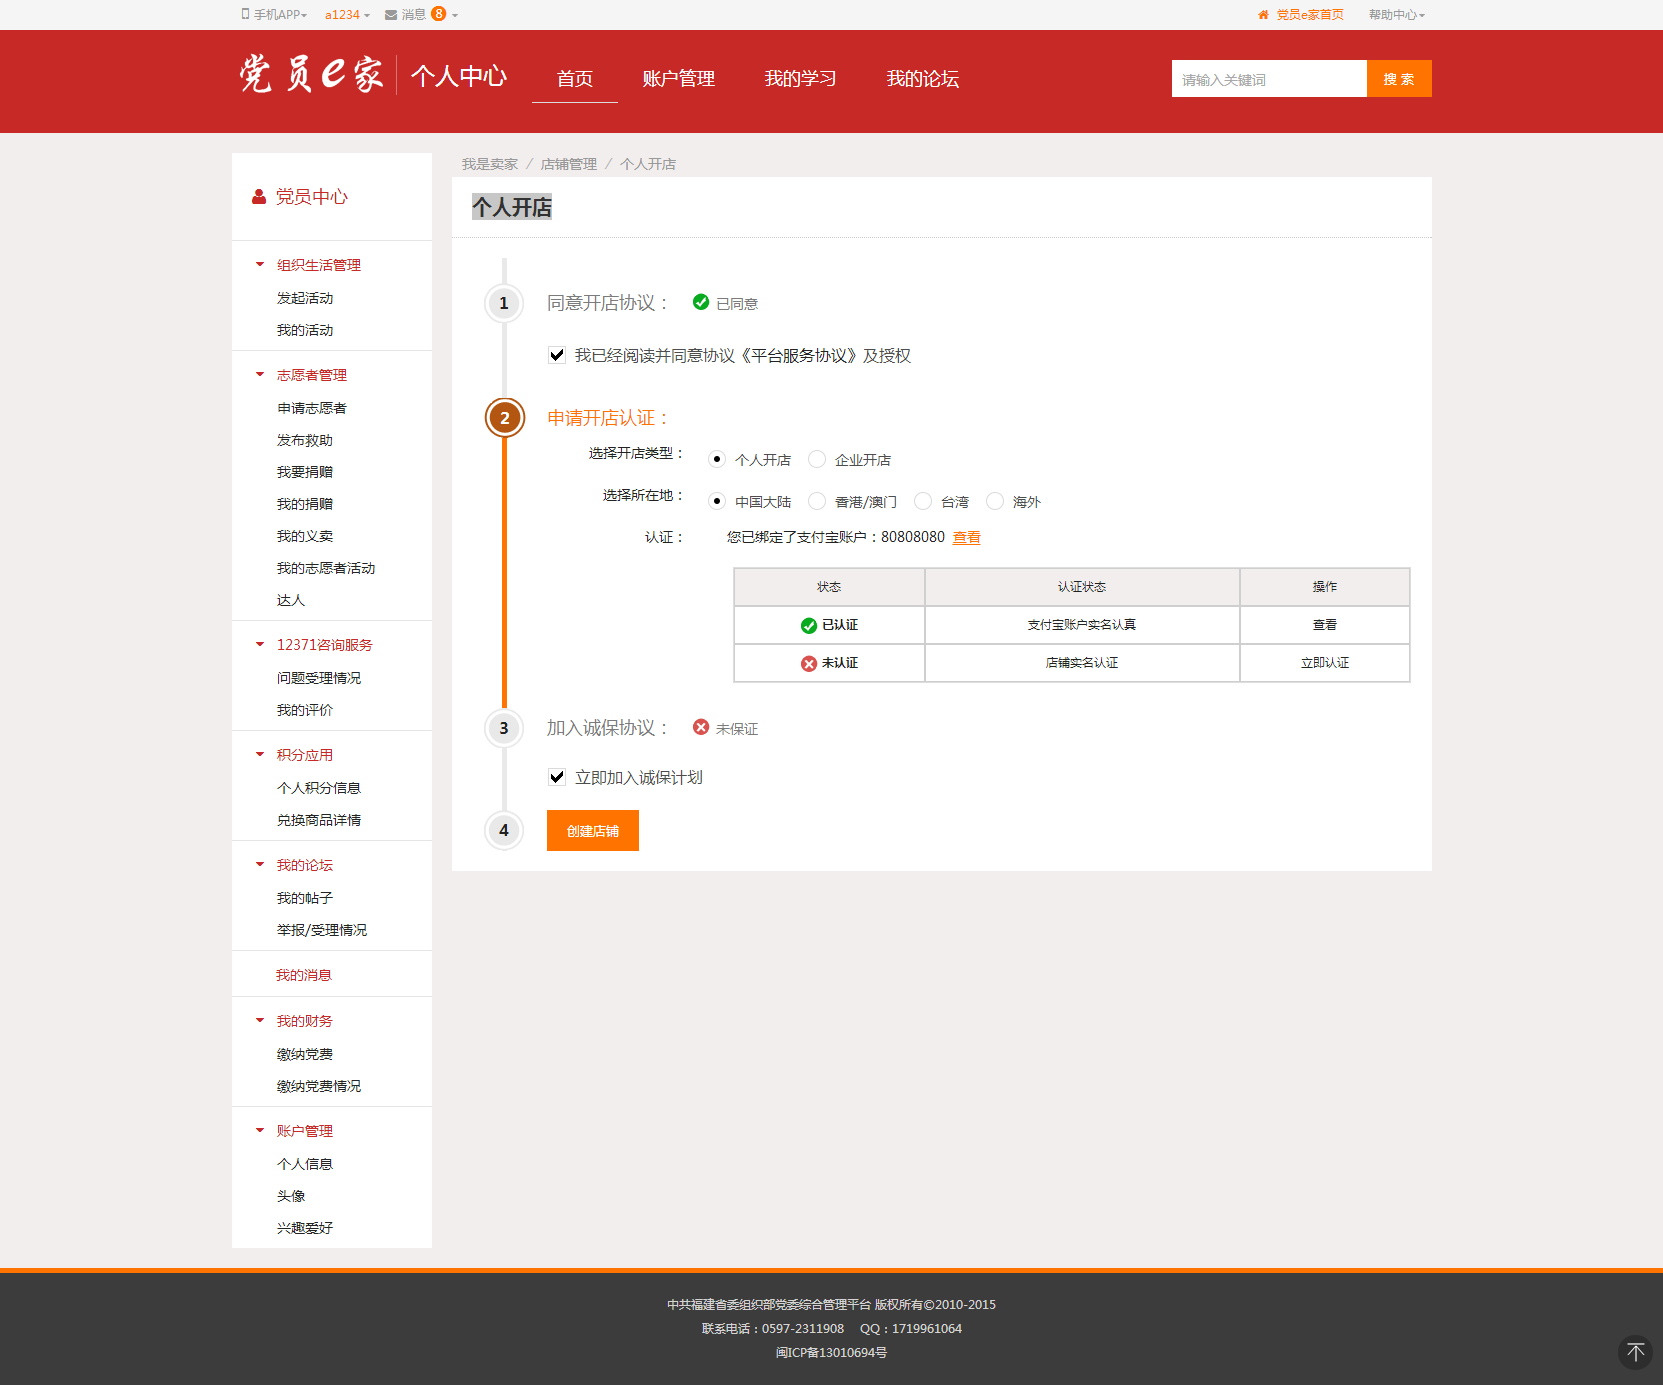 手机APP a1234 消息 8 党员e家首页 帮助中心
党员e家 个人中心 首页 账户管理 我的学习 我的论坛 请输入关键词 搜 索
党员中心
组织生活管理
发起活动
我的活动
志愿者管理
申请志愿者
发布救助
我要捐赠
我的捐赠
我的义卖
我的志愿者活动
达人
12371咨询服务
问题受理情况
我的评价
积分应用
个人积分信息
兑换商品详情
我的论坛
我的帖子
举报/受理情况
我的消息
我的财务
缴纳党费
缴纳党费情况
账户管理
个人信息
头像
兴趣爱好
我是卖家 / 店铺管理 / 个人开店
个人开店
1 同意开店协议： 已同意
我已经阅读并同意协议《平台服务协议》及授权
2 申请开店认证：
选择开店类型： 个人开店 企业开店
选择所在地： 中国大陆 香港/澳门 台湾 海外
认证： 您已绑定了支付宝账户：80808080 查看
状态 认证状态 操作
已认证 支付宝账户实名认真 查看
未认证 店铺实名认证 立即认证
3 加入诚保协议： 未保证
立即加入诚保计划
4 创建店铺
中共福建省委组织部党委综合管理平台 版权所有©2010-2015
联系电话：0597-2311908 QQ：1719961064
闽ICP备13010694号